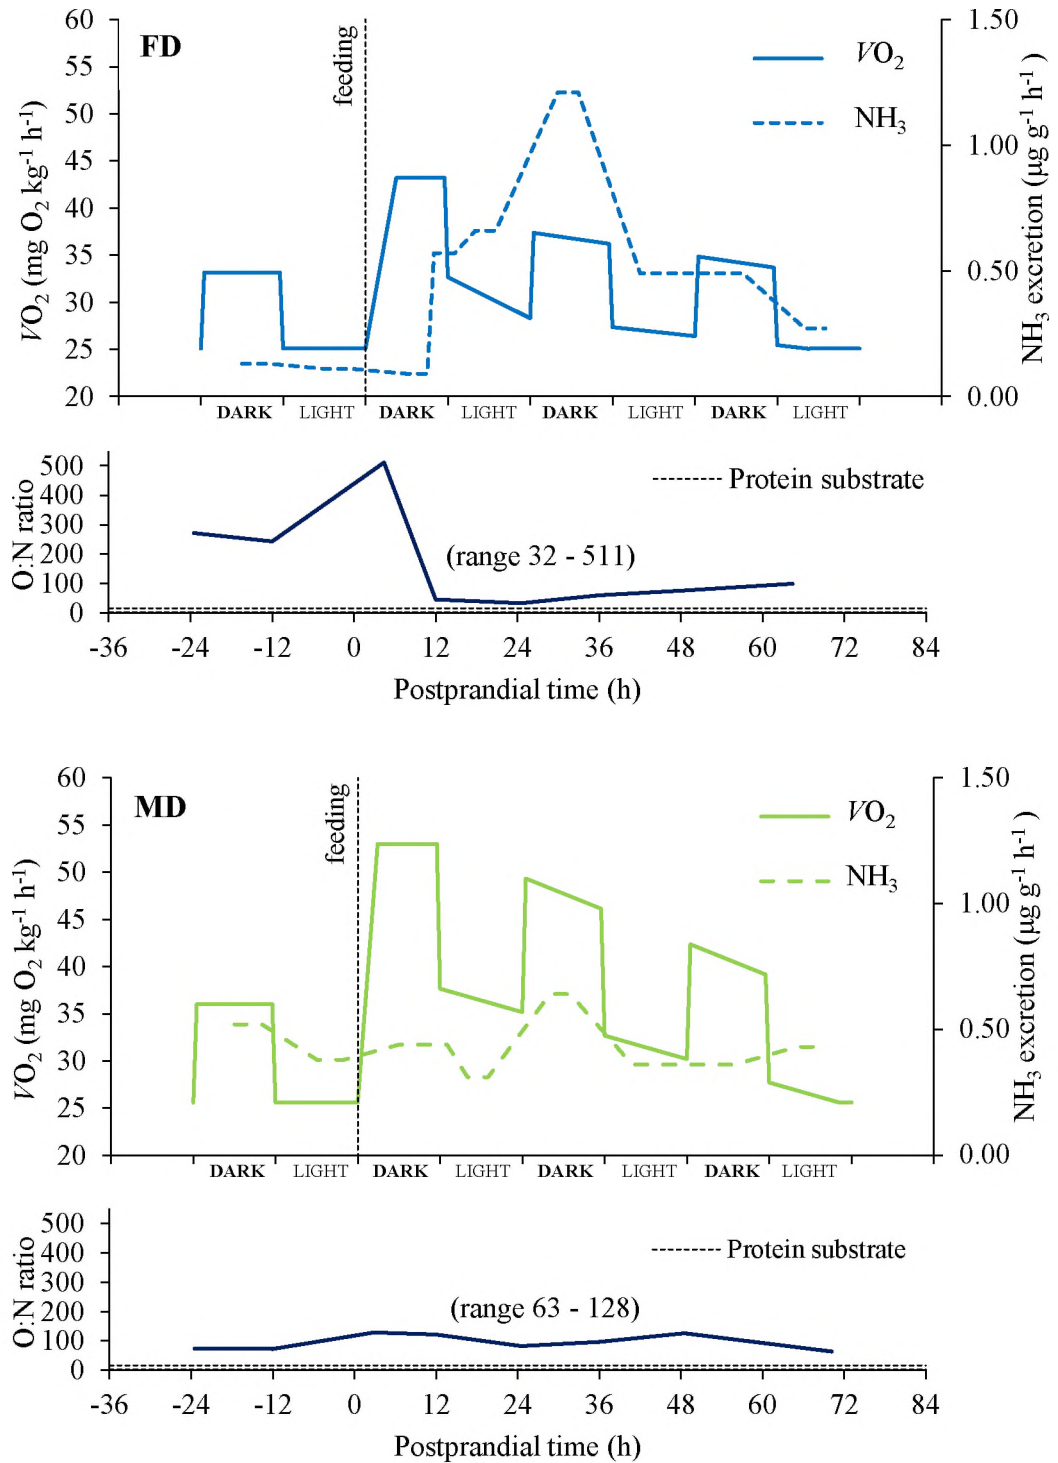 FD
feeding
VO2
NH3
VO2 (mg O2 kg-1 h-1)
60
55
50
45
40
35
30
25
20
1.50
1.00
0.50
0.00
NH3 excretion (µg g-1 h-1)
DARK LIGHT DARK LIGHT DARK LIGHT DARK LIGHT
O:N ratio
500
400
300
200
100
0
Protein substrate
(range 32 - 511)
-36 -24 -12 0 12 24 36 48 60 72 84
Postprandial time (h)
MD
feeding
VO2
NH3
VO2 (mg O2 kg-1 h-1)
60
55
50
45
40
35
30
25
20
1.50
1.00
0.50
0.00
NH3 excretion (µg g-1 h-1)
DARK LIGHT DARK LIGHT DARK LIGHT DARK LIGHT
O:N ratio
500
400
300
200
100
0
Protein substrate
(range 63 - 128)
-36 -24 -12 0 12 24 36 48 60 72 84
Postprandial time (h)